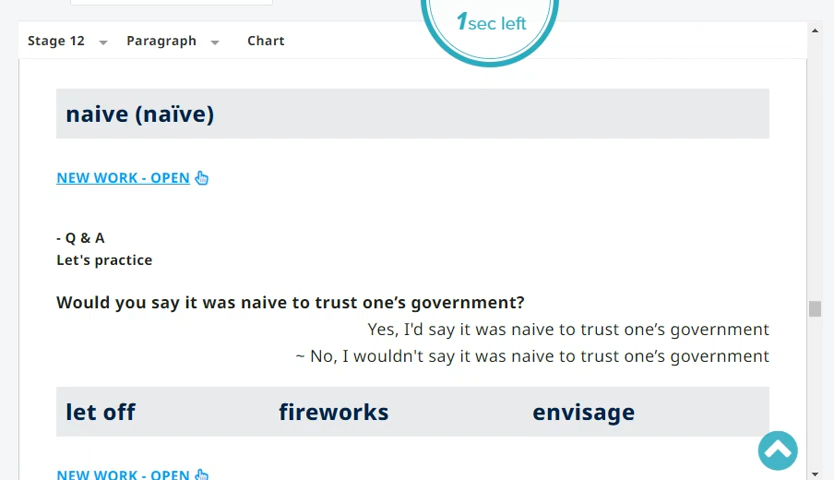 1sec left
Stage 12 Paragraph Chart
naive (naïve)
NEW WORK - OPEN
- Q & A
Let's practice
Would you say it was naive to trust one’s government?
Yes, I'd say it was naive to trust one’s government
~ No, I wouldn't say it was naive to trust one’s government
let off fireworks envisage
NEW WORK - OPEN